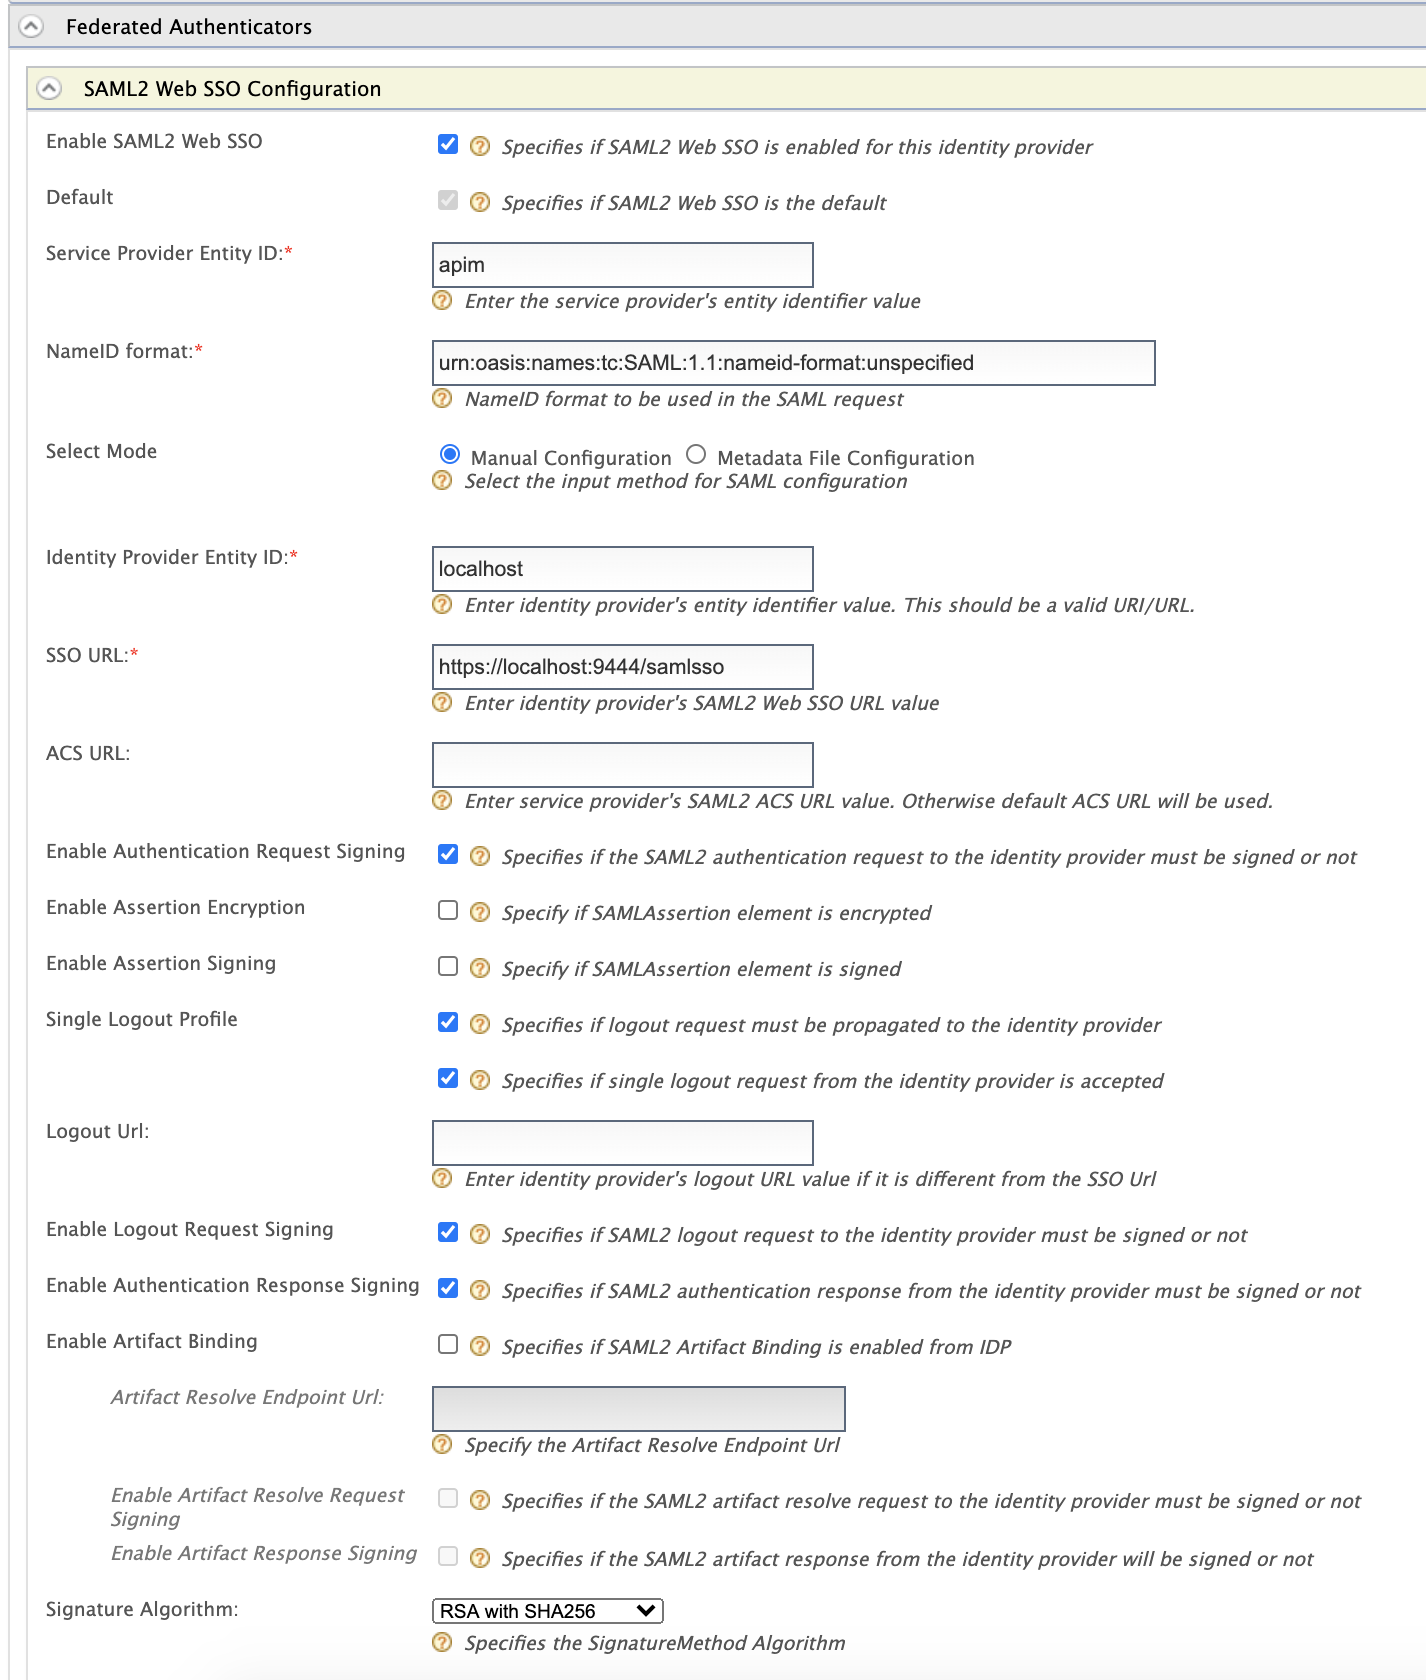 Federated Authenticators
SAML2 Web SSO Configuration
Enable SAML2 Web SSO
Specifies if SAML2 Web SSO is enabled for this identity provider
Default
Specifies if SAML2 Web SSO is the default
Service Provider Entity ID:*
apim
Enter the service provider's entity identifier value
NameID format:*
urn:oasis:names:tc:SAML:1.1:nameid-format:unspecified
NameID format to be used in the SAML request
Select Mode
Manual Configuration Metadata File Configuration
Select the input method for SAML configuration
Identity Provider Entity ID:*
localhost
Enter identity provider's entity identifier value. This should be a valid URI/URL.
SSO URL:*
https://localhost:9444/samlsso
Enter identity provider's SAML2 Web SSO URL value
ACS URL:
Enter service provider's SAML2 ACS URL value. Otherwise default ACS URL will be used.
Enable Authentication Request Signing
Specifies if the SAML2 authentication request to the identity provider must be signed or not
Enable Assertion Encryption
Specify if SAMLAssertion element is encrypted
Enable Assertion Signing
Specify if SAMLAssertion element is signed
Single Logout Profile
Specifies if logout request must be propagated to the identity provider
Specifies if single logout request from the identity provider is accepted
Logout Url:
Enter identity provider's logout URL value if it is different from the SSO Url
Enable Logout Request Signing
Specifies if SAML2 logout request to the identity provider must be signed or not
Enable Authentication Response Signing
Specifies if SAML2 authentication response from the identity provider must be signed or not
Enable Artifact Binding
Specifies if SAML2 Artifact Binding is enabled from IDP
Artifact Resolve Endpoint Url:
Specify the Artifact Resolve Endpoint Url
Enable Artifact Resolve Request
Signing
Specifies if the SAML2 artifact resolve request to the identity provider must be signed or not
Enable Artifact Response Signing
Specifies if the SAML2 artifact response from the identity provider will be signed or not
Signature Algorithm:
RSA with SHA256
Specifies the SignatureMethod Algorithm